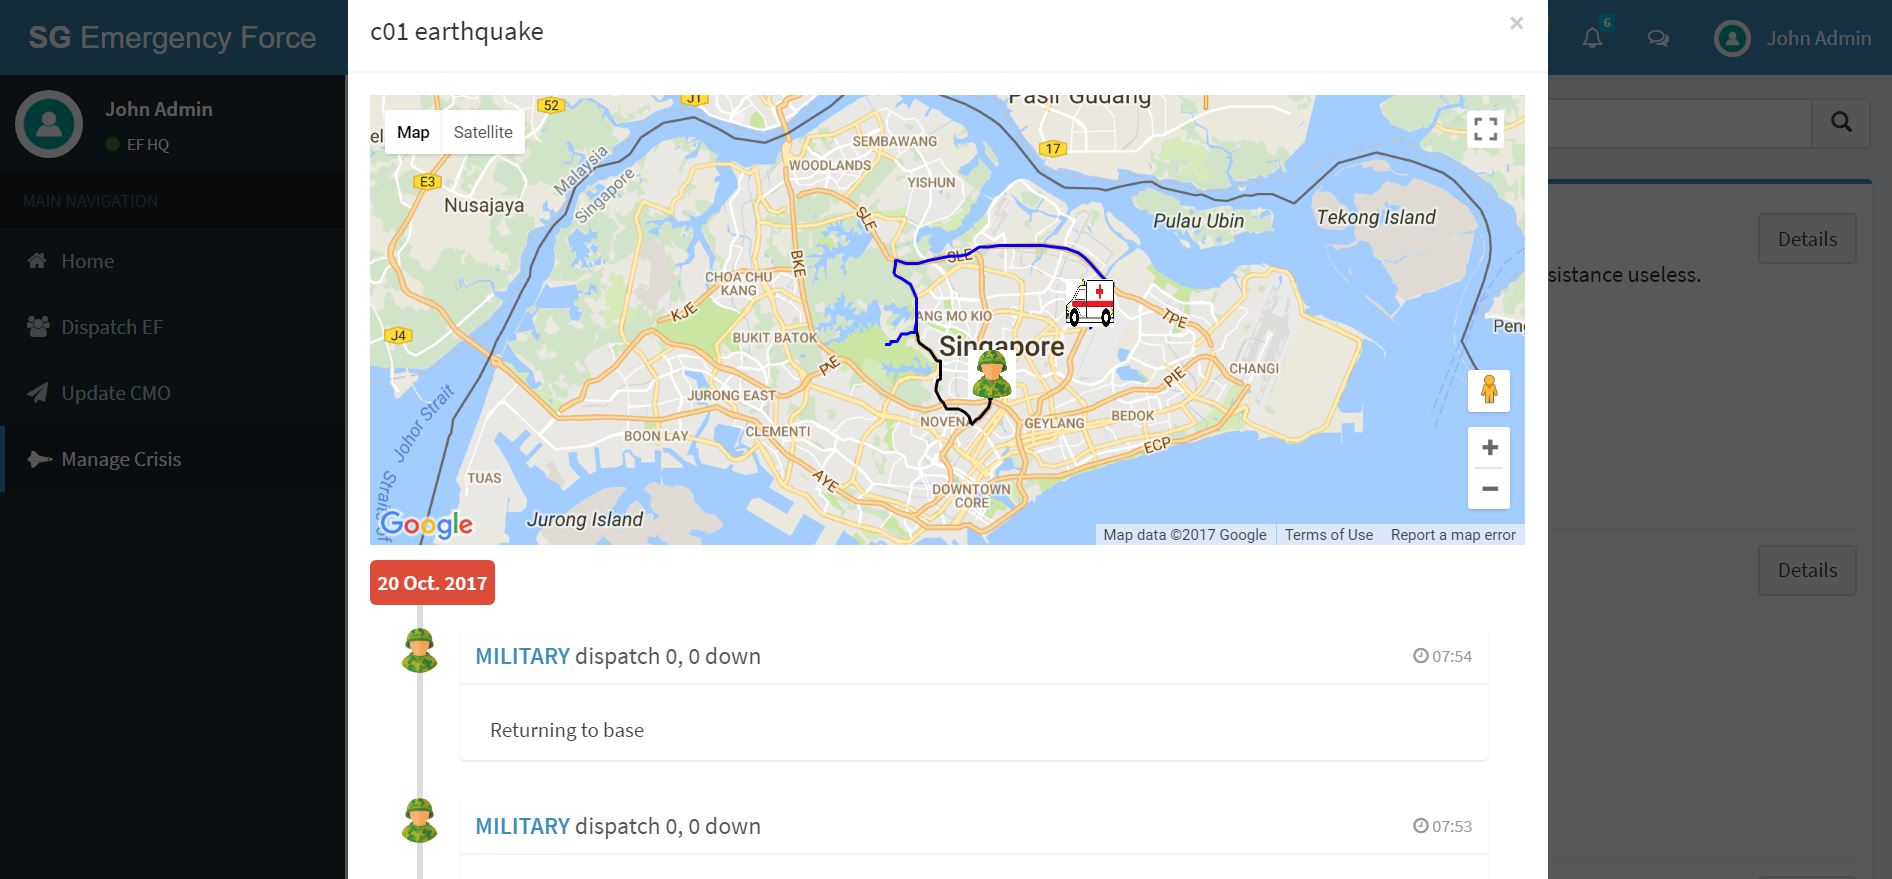 SG Emergency Force
c01 earthquake
×
6
John Admin
John Admin
EF HQ
MAIN NAVIGATION
Home
Dispatch EF
Update CMO
Manage Crisis
Map
Satellite
Pasir Gudang
52
J1
17
E3
J4
Nusajaya
Malaysia
Singapore
SEMBAWANG
WOODLANDS
YISHUN
SLE
SLE
Pulau Ubin
Tekong Island
BKE
CHOA CHU
KANG
KJE
ANG MO KIO
TPE
BUKIT BATOK
Singapore
PIE
PIE
CHANGI
JURONG EAST
NOVENA
GEYLANG
BEDOK
BOON LAY
CLEMENTI
ECP
Johor Strait
TUAS
AYE
DOWNTOWN
CORE
Jurong Island
Google
Map data ©2017 Google
Terms of Use
Report a map error
Details
sistance useless.
Details
20 Oct. 2017
MILITARY dispatch 0, 0 down
07:54
Returning to base
MILITARY dispatch 0, 0 down
07:53